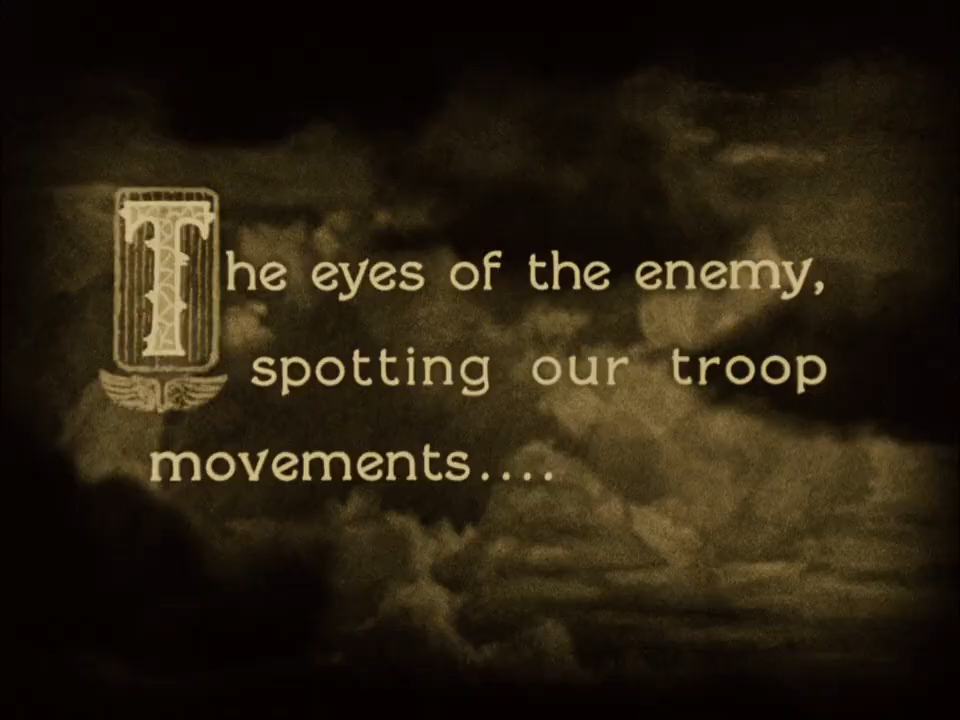 The eyes of the enemy,
spotting our troop
movements....